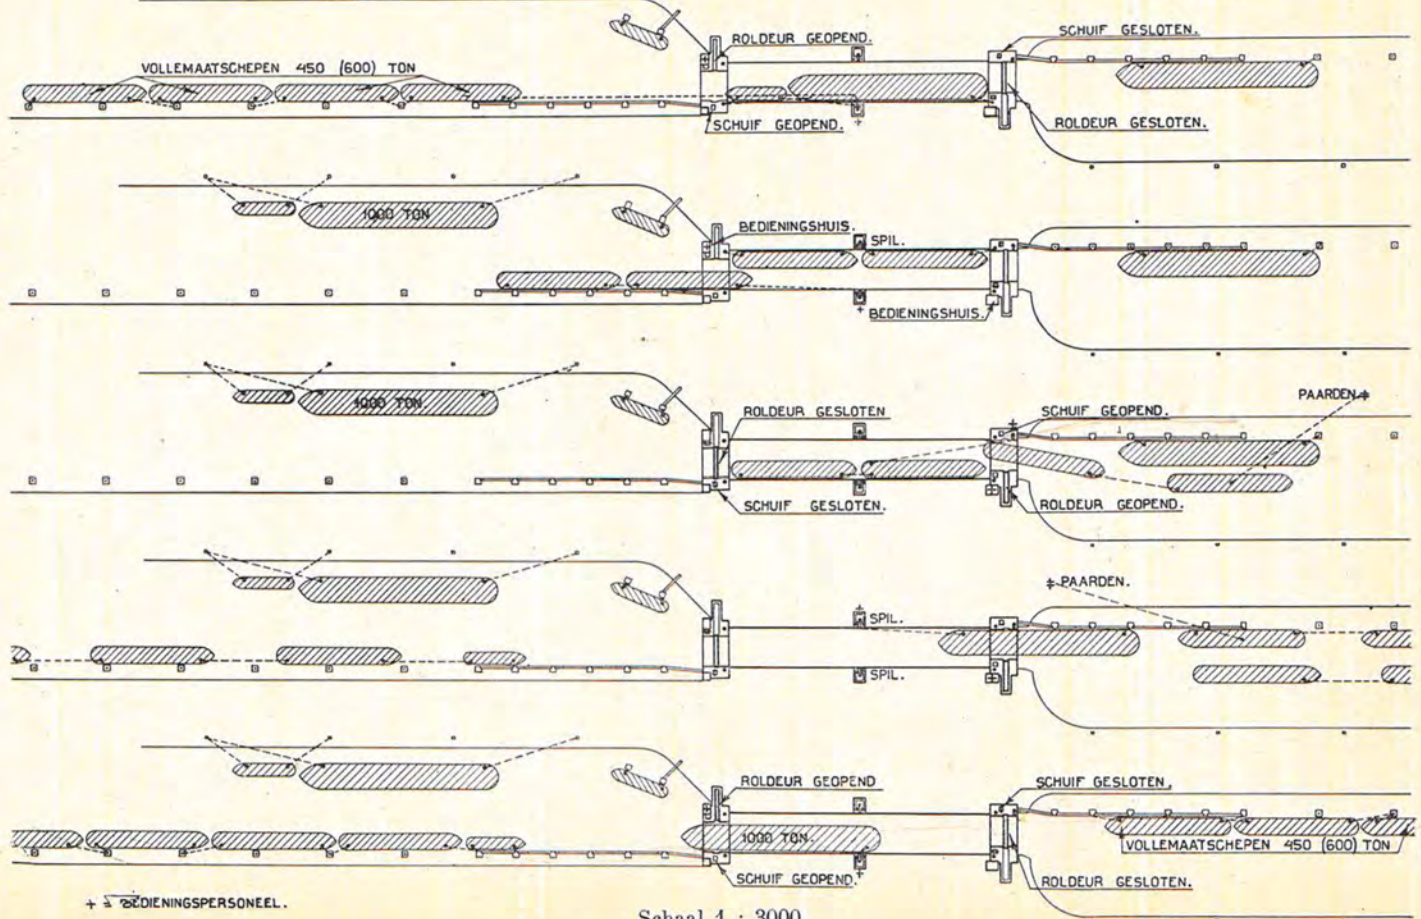 ROLDEUR GEOPEND.
SCHUIF GESLOTEN.
VOLLEMAATSCHEPEN 450 (600) TON
SCHUIF GEOPEND.
ROLDEUR GESLOTEN.
1000 TON
BEDIENINGSHUIS.
SPIL.
BEDIENINGSHUIS.
PAARDEN
1000 TON
ROLDEUR GESLOTEN
SCHUIF GEOPEND.
SCHUIF GESLOTEN.
ROLDEUR GEOPEND.
PAARDEN.
SPIL.
SPIL.
ROLDEUR GEOPEND
SCHUIF GESLOTEN.
1000 TON.
VOLLEMAATSCHEPEN 450 (600) TON
SCHUIF GEOPEND.
ROLDEUR GESLOTEN.
+ = BEDIENINGSPERSONEEL.
Schaal 1 : 3000